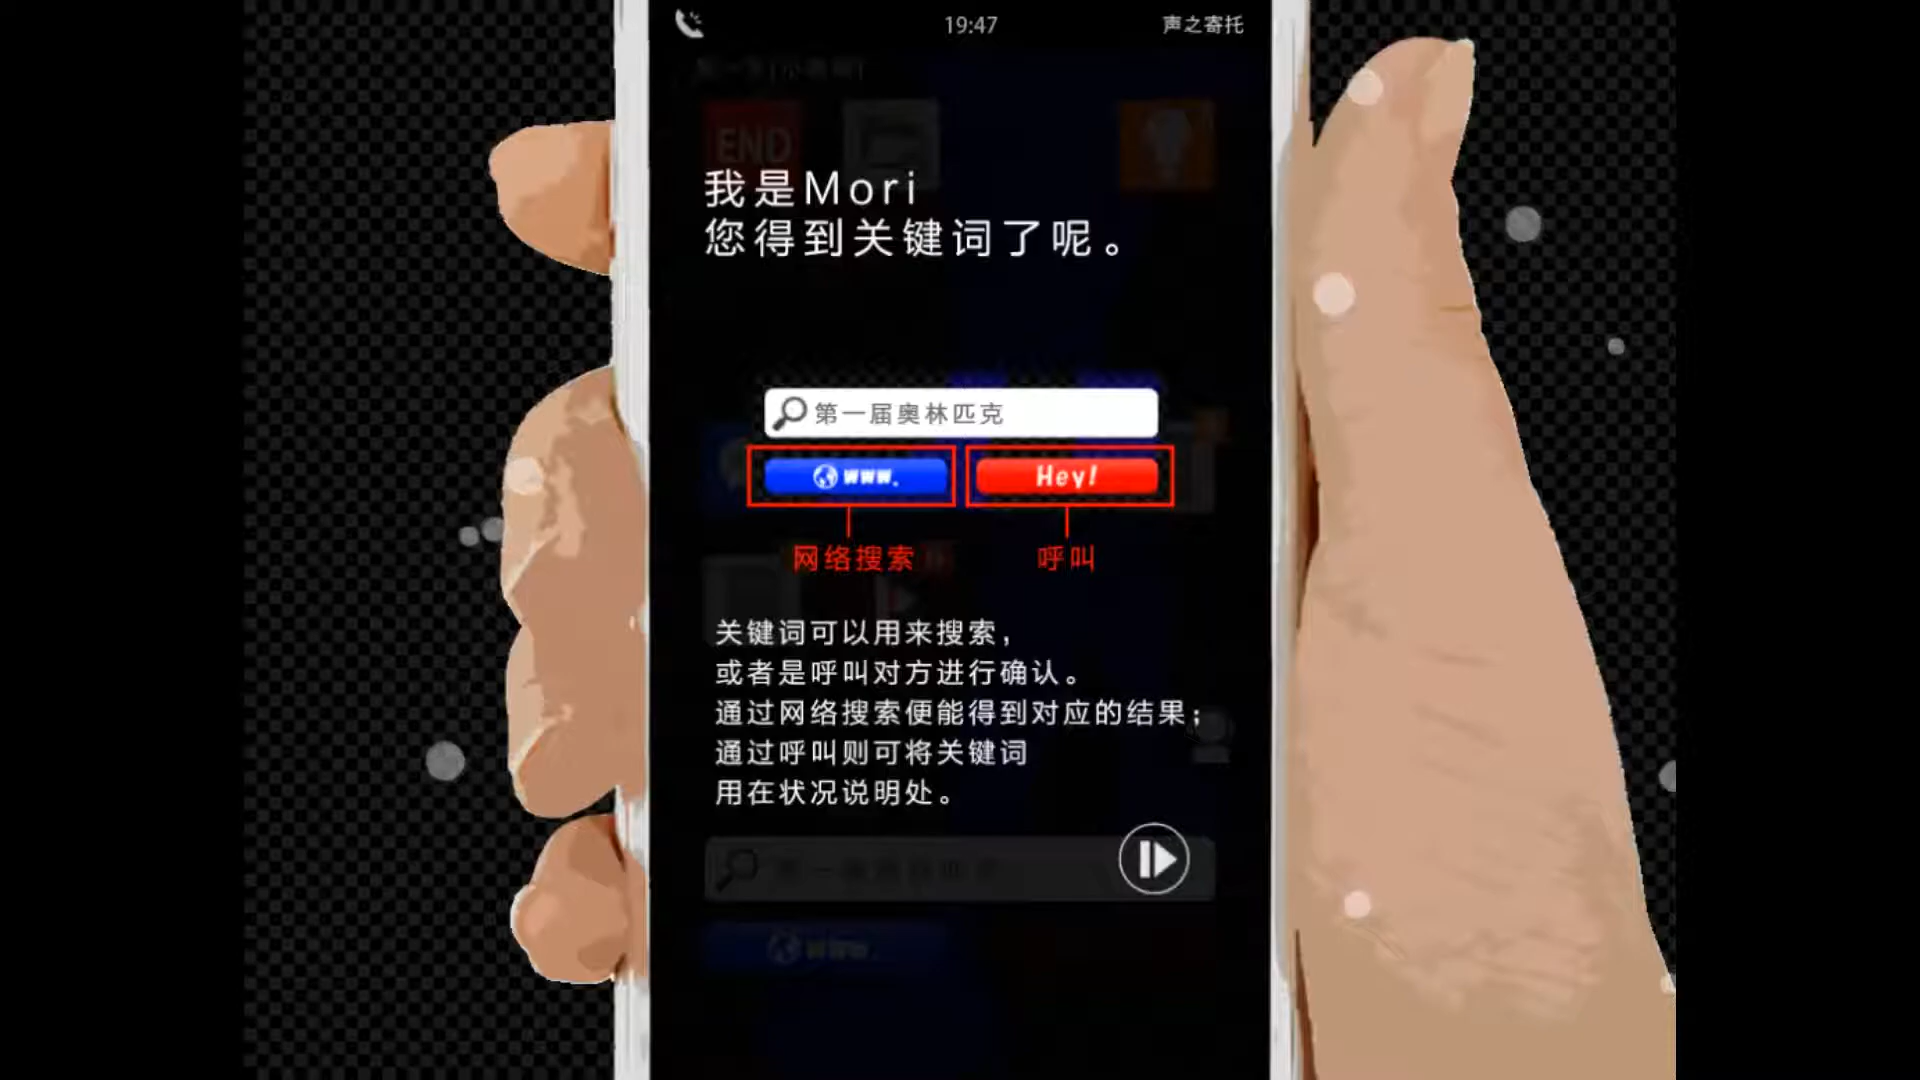 19:47
声之寄托
END
我是Mori
您得到关键词了呢。
第一届奥林匹克
www.
Hey!
网络搜索
呼叫
关键词可以用来搜索，
或者是呼叫对方进行确认。
通过网络搜索便能得到对应的结果；
通过呼叫则可将关键词
用在状况说明处。
www.